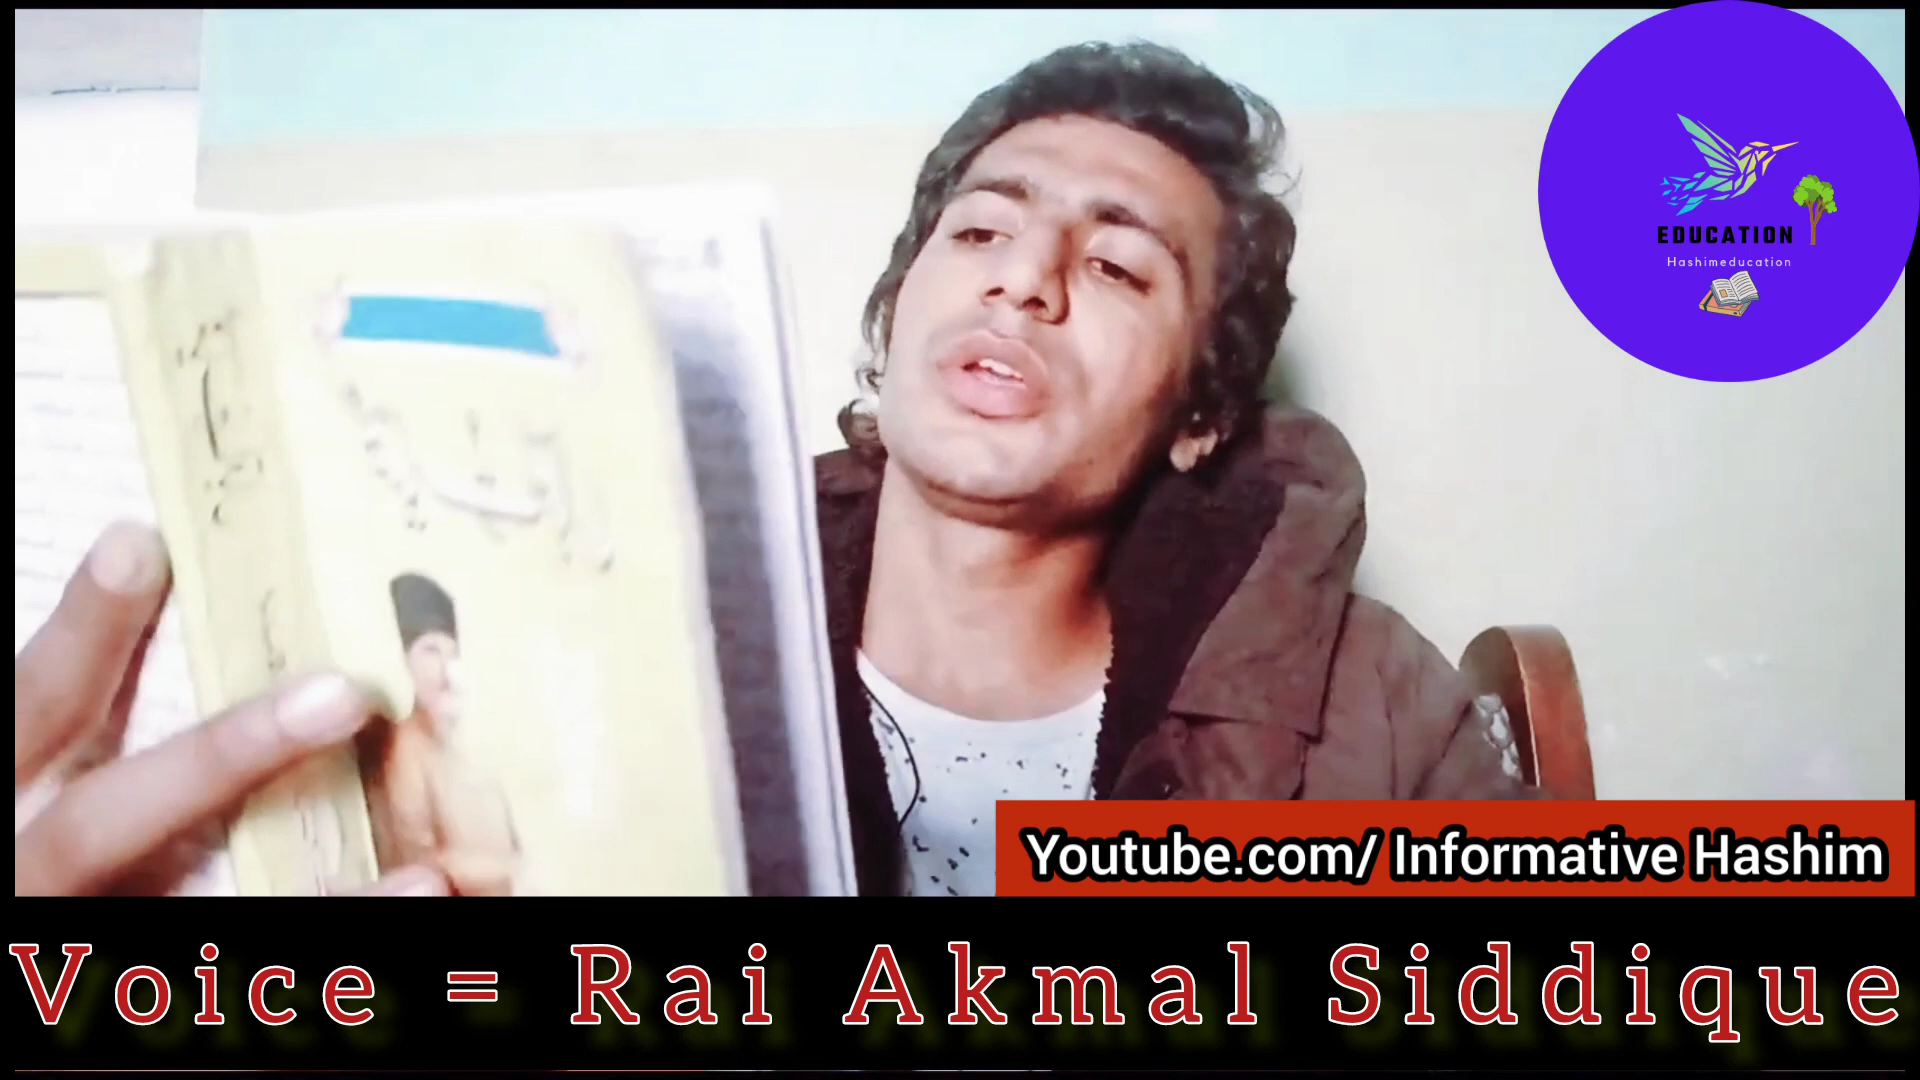 EDUCATION
Hashimeducation
Youtube.com/ Informative Hashim
Voice = Rai Akmal Siddique